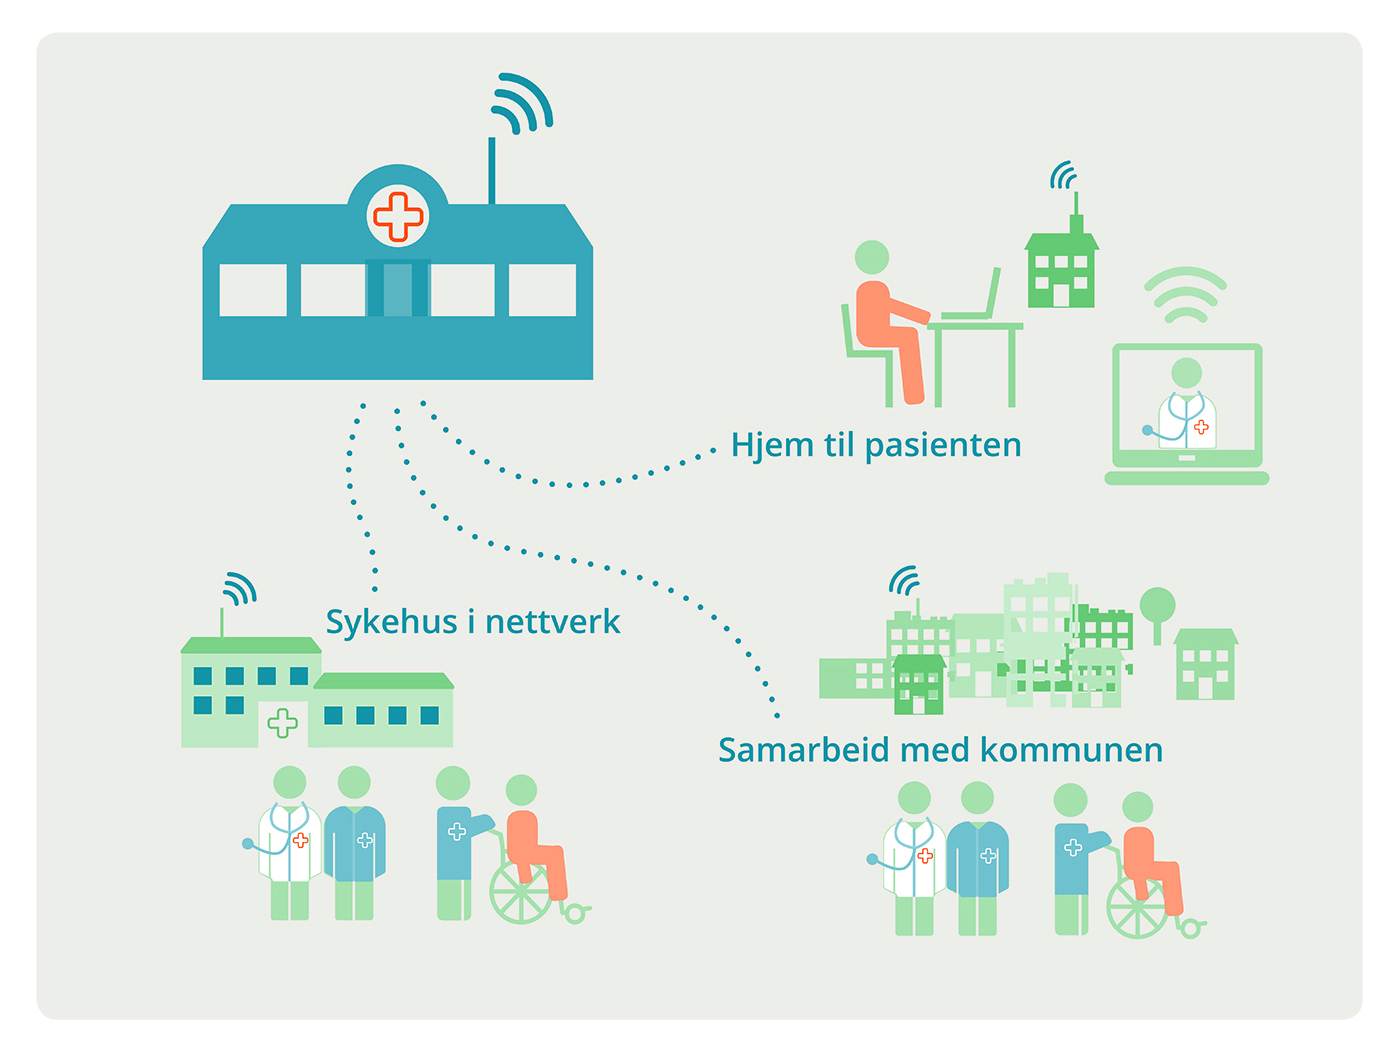 Hjem til pasienten
Sykehus i nettverk
Samarbeid med kommunen